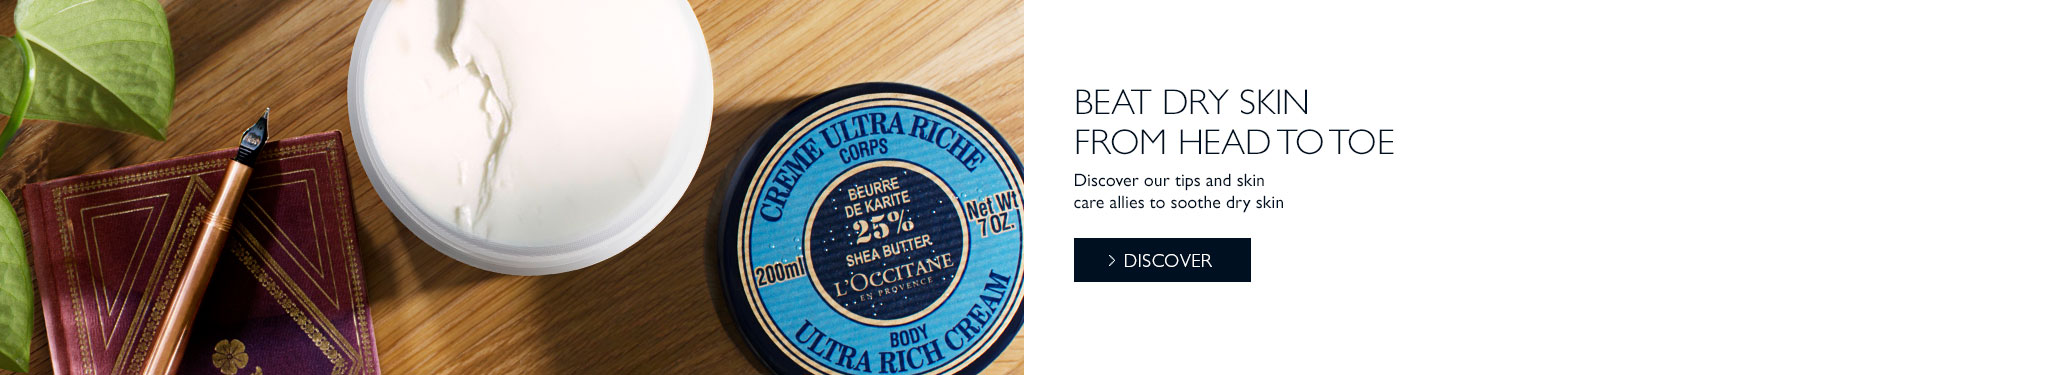 CREME ULTRA RICHE
CORPS
BEURRE
DE KARITE
25%
SHEA BUTTER
L'OCCITANE
EN PROVENCE
200ml
Net Wt
7 OZ.
BODY
ULTRA RICH CREAM
BEAT DRY SKIN
FROM HEAD TO TOE
Discover our tips and skin
care allies to soothe dry skin
> DISCOVER